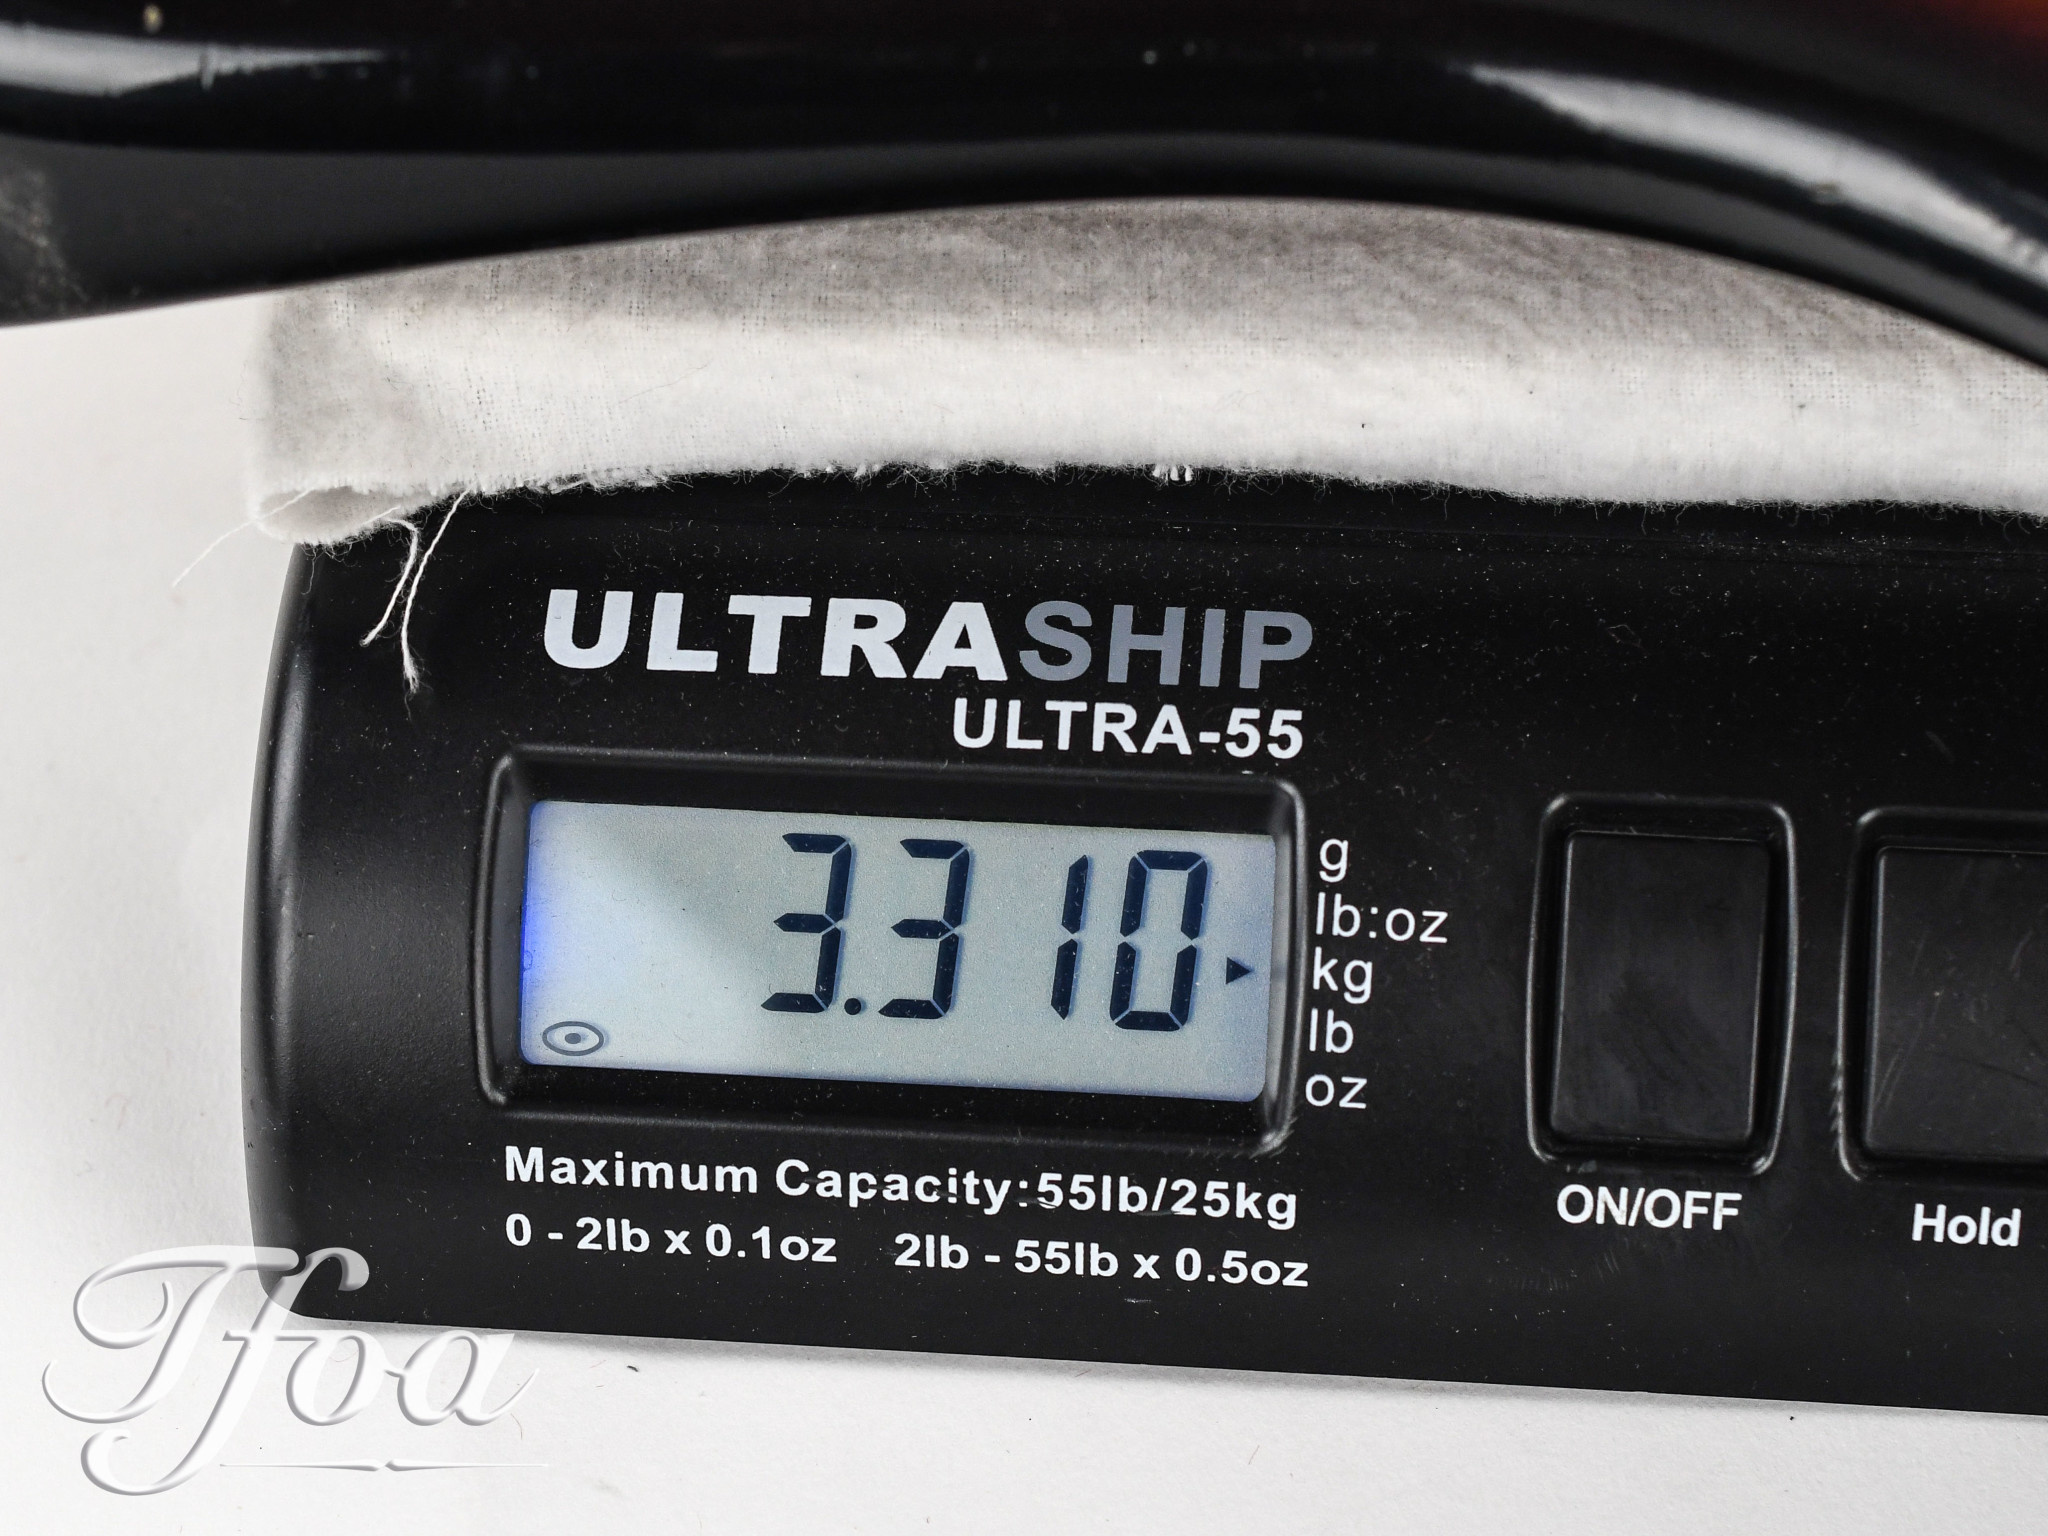 ULTRASHIP
ULTRA-55
3.310
g
lb:oz
kg
lb
oz
Maximum Capacity:55lb/25kg
0 - 2lb x 0.1oz 2lb - 55lb x 0.5oz
ON/OFF
Hold
Tfoa